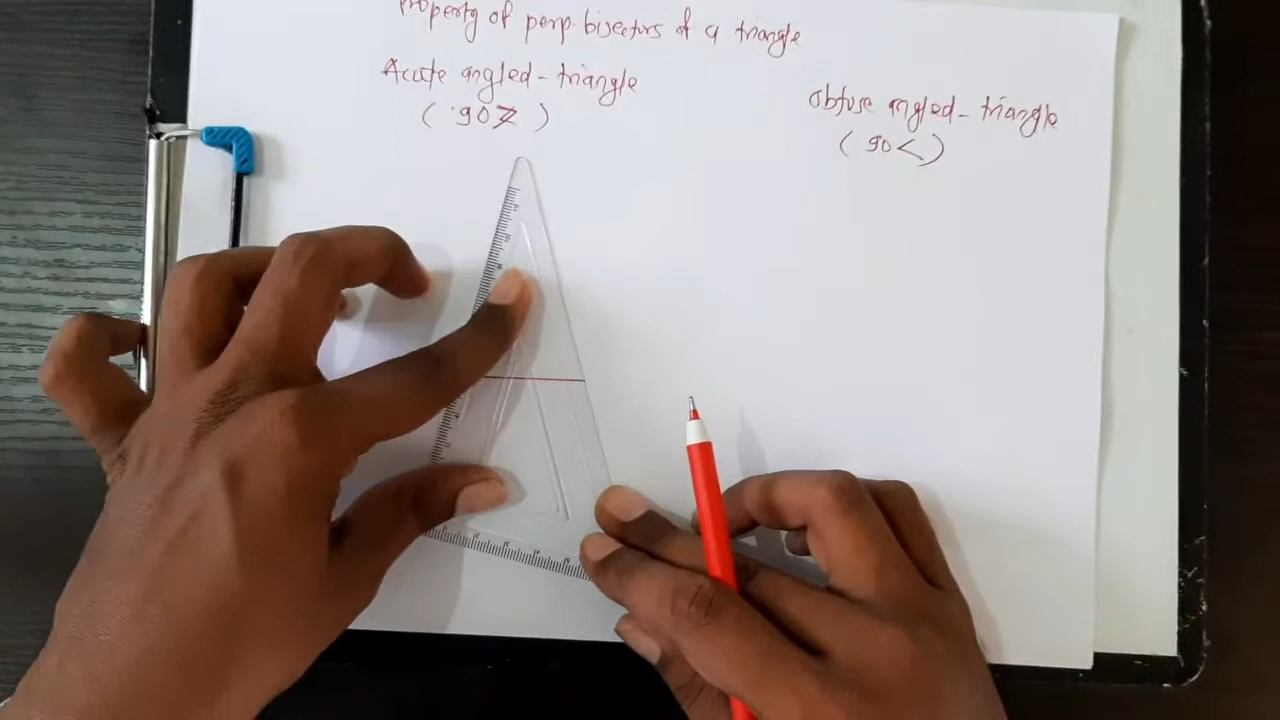 Property of perp. bisectors of a triangle
Acute angled - triangle
( 90> )
Obtuse angled - triangle
( 90< )